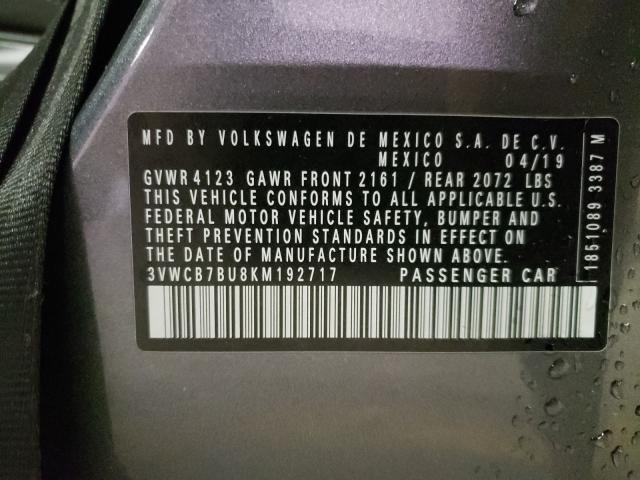 MFD BY VOLKSWAGEN DE MEXICO S.A. DE C.V.
MEXICO 04/19
GVWR 4123 GAWR FRONT 2161 / REAR 2072 LBS
THIS VEHICLE CONFORMS TO ALL APPLICABLE U.S.
FEDERAL MOTOR VEHICLE SAFETY, BUMPER AND
THEFT PREVENTION STANDARDS IN EFFECT ON
THE DATE OF MANUFACTURE SHOWN ABOVE.
3VWCB7BU8KM192717 PASSENGER CAR
1851089 3387 M